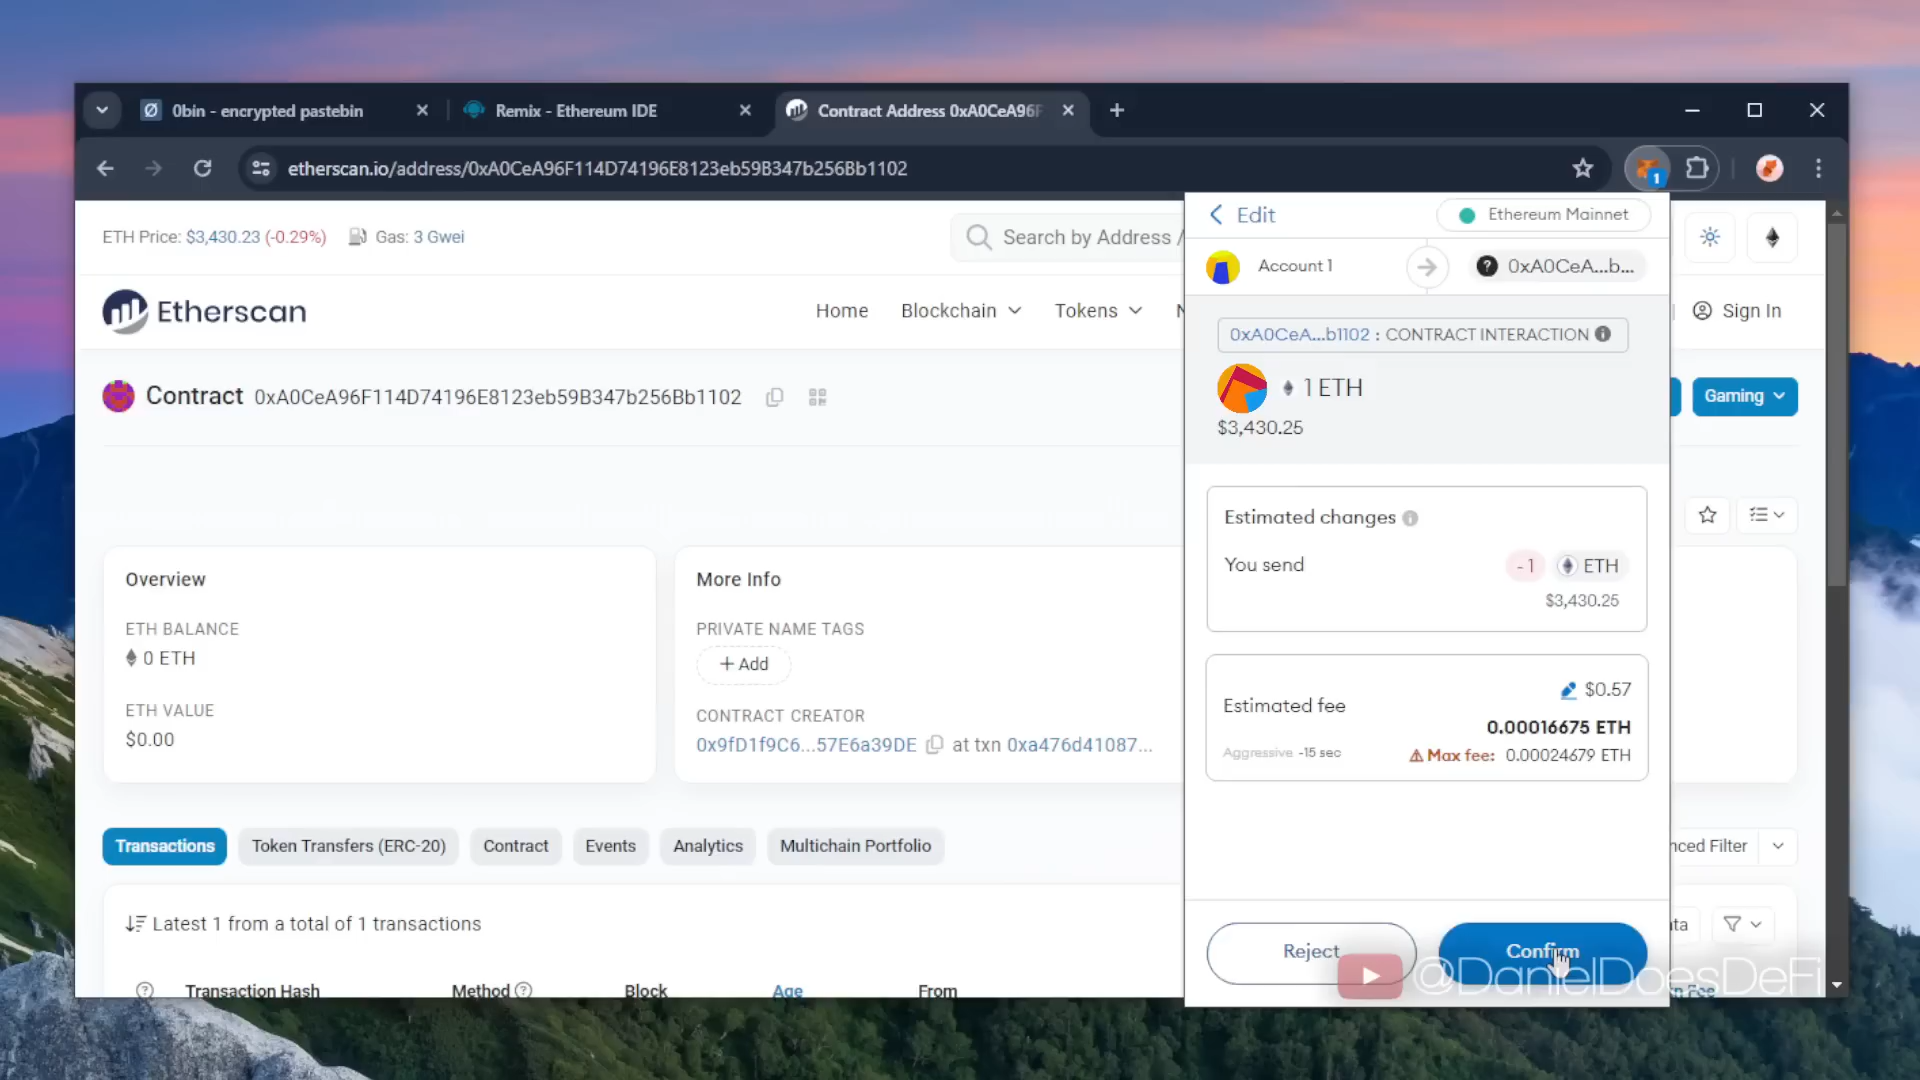 0bin - encrypted pastebin
Remix - Ethereum IDE
Contract Address 0xA0CeA96F
etherscan.io/address/0xA0CeA96F114D74196E8123eb59B347b256Bb1102
1
ETH Price: $3,430.23 (-0.29%)
Gas: 3 Gwei
Search by Address /
Etherscan
Home
Blockchain
Tokens
Sign In
Contract 0xA0CeA96F114D74196E8123eb59B347b256Bb1102
Gaming
Overview
ETH BALANCE
0 ETH
ETH VALUE
$0.00
More Info
PRIVATE NAME TAGS
+ Add
CONTRACT CREATOR
0x9fD1f9C6...57E6a39DE at txn 0xa476d41087...
Transactions
Token Transfers (ERC-20)
Contract
Events
Analytics
Multichain Portfolio
nced Filter
Latest 1 from a total of 1 transactions
ta
Transaction Hash
Method
Block
Age
From
n Fee
Edit
Ethereum Mainnet
Account 1
0xA0CeA...b...
0xA0CeA...b1102 : CONTRACT INTERACTION
1 ETH
$3,430.25
Estimated changes
You send
- 1
ETH
$3,430.25
Estimated fee
$0.57
0.00016675 ETH
Aggressive ~15 sec
Max fee: 0.00024679 ETH
Reject
Confirm
@DanielDoesDeFi